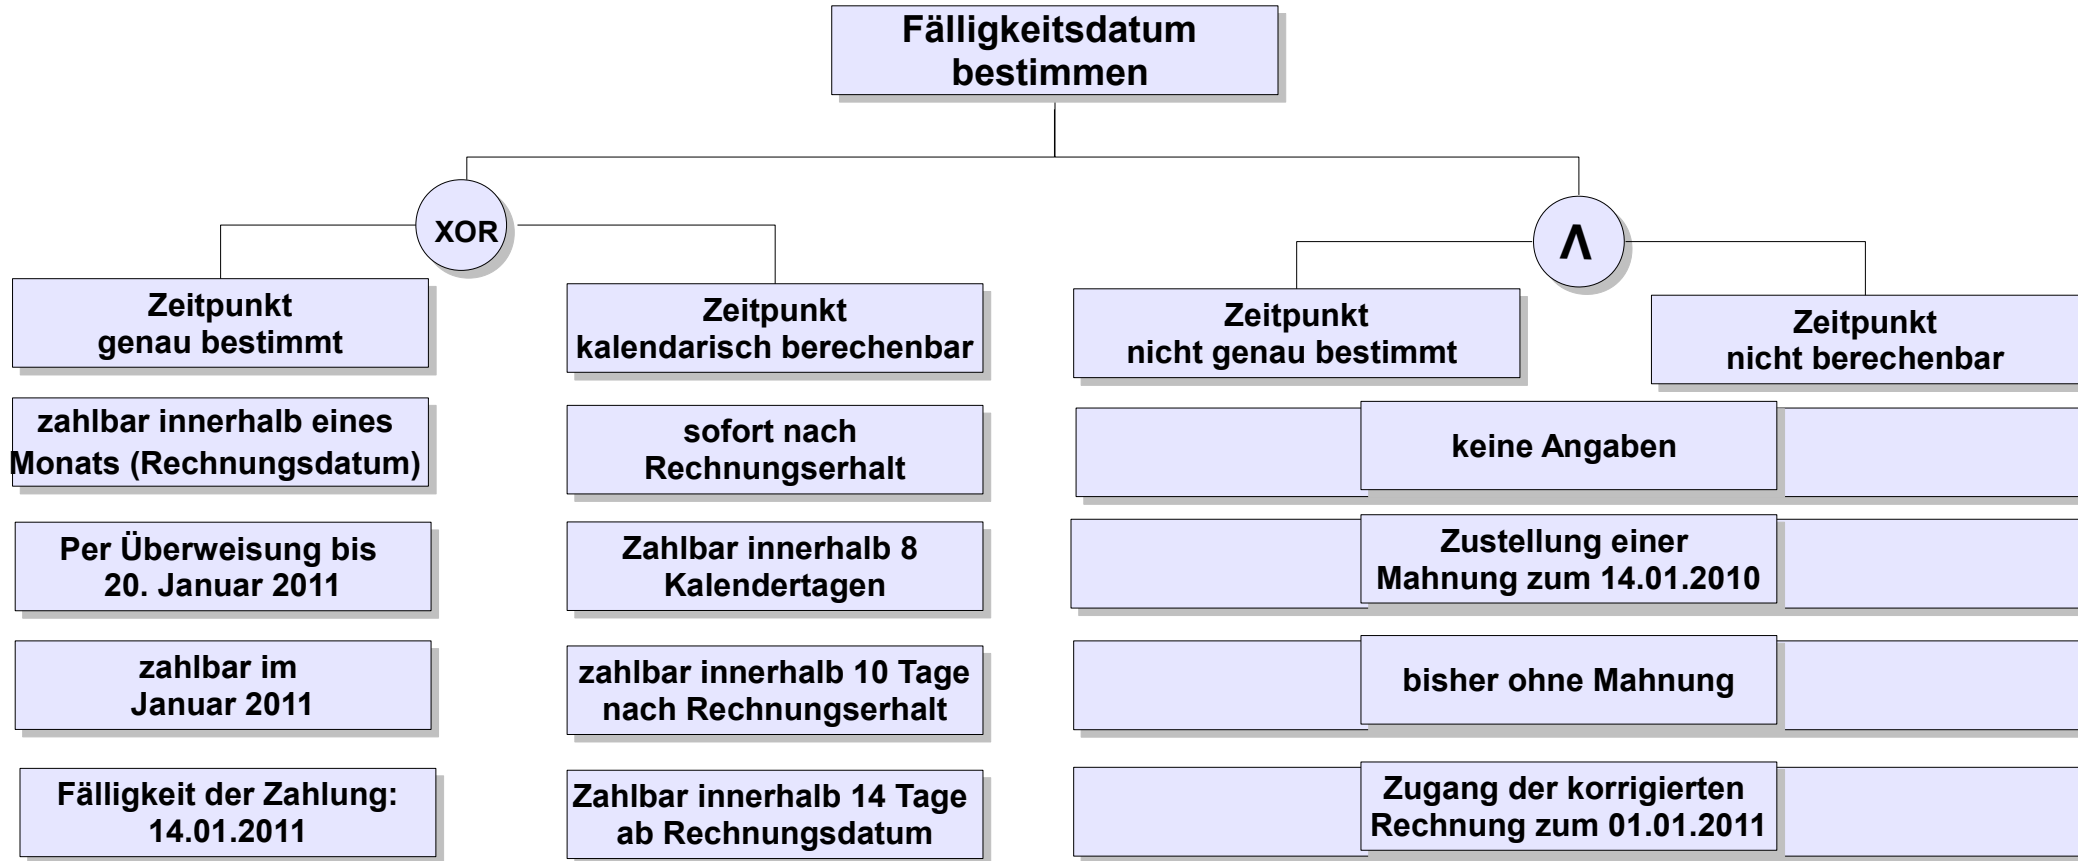 Fälligkeitsdatum
bestimmen
XOR
Λ
Zeitpunkt
genau bestimmt
Zeitpunkt
kalendarisch berechenbar
Zeitpunkt
nicht genau bestimmt
Zeitpunkt
nicht berechenbar
zahlbar innerhalb eines
Monats (Rechnungsdatum)
sofort nach
Rechnungserhalt
keine Angaben
Per Überweisung bis
20. Januar 2011
Zahlbar innerhalb 8
Kalendertagen
Zustellung einer
Mahnung zum 14.01.2010
zahlbar im
Januar 2011
zahlbar innerhalb 10 Tage
nach Rechnungserhalt
bisher ohne Mahnung
Fälligkeit der Zahlung:
14.01.2011
Zahlbar innerhalb 14 Tage
ab Rechnungsdatum
Zugang der korrigierten
Rechnung zum 01.01.2011